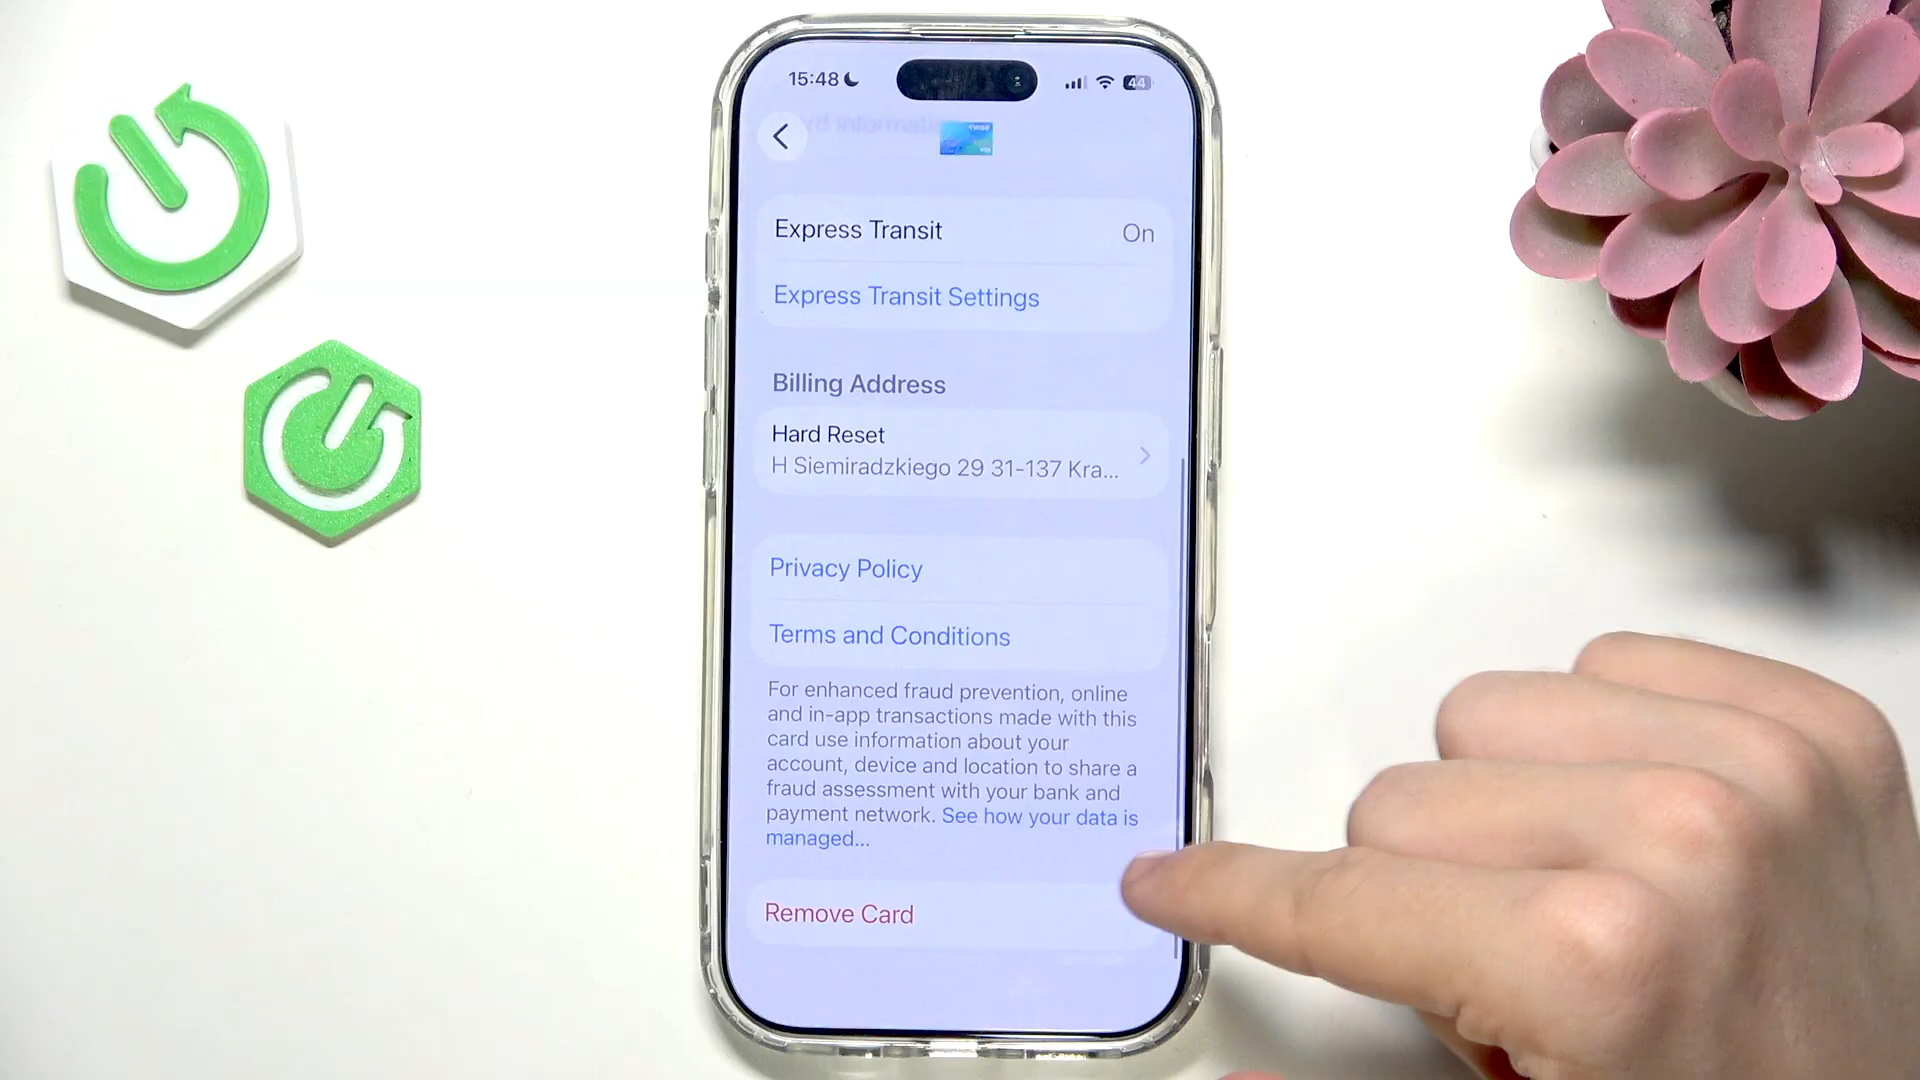 15:48
44
WISE
VISA
Express Transit
On
Express Transit Settings
Billing Address
Hard Reset
H Siemiradzkiego 29 31-137 Kra...
Privacy Policy
Terms and Conditions
For enhanced fraud prevention, online
and in-app transactions made with this
card use information about your
account, device and location to share a
fraud assessment with your bank and
payment network. See how your data is
managed...
Remove Card